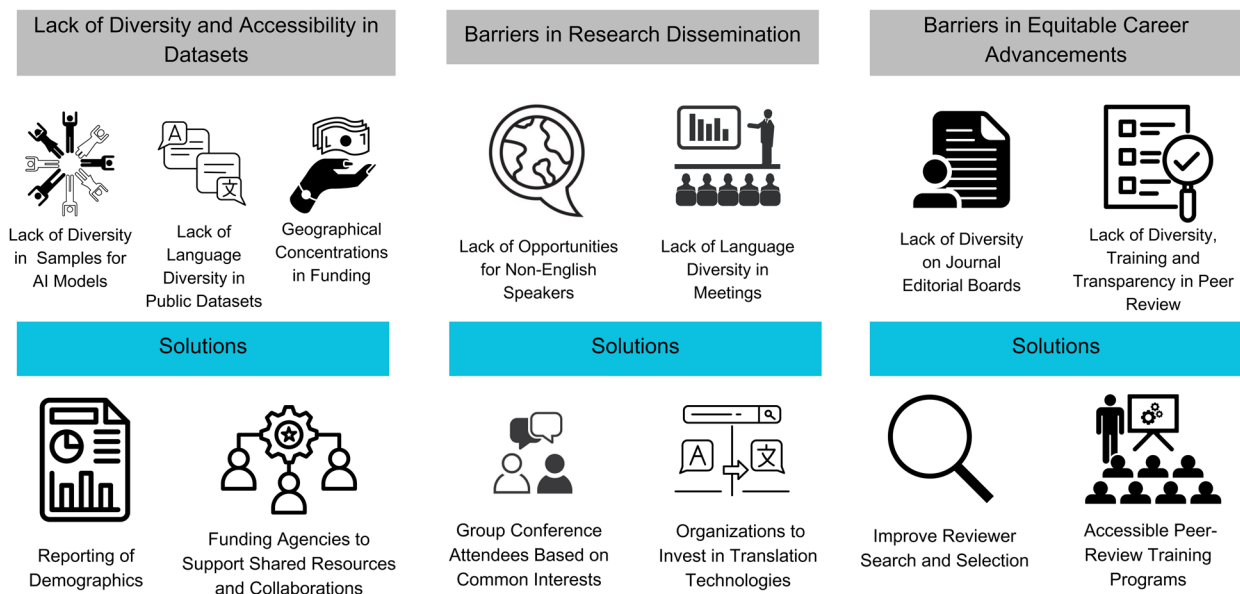 Lack of Diversity and Accessibility in
Datasets
Barriers in Research Dissemination
Barriers in Equitable Career
Advancements
A
文
1
Lack of Diversity
in Samples for
AI Models
Lack of
Language
Diversity in
Public Datasets
Geographical
Concentrations
in Funding
Lack of Opportunities
for Non-English
Speakers
Lack of Language
Diversity in
Meetings
Lack of Diversity
on Journal
Editorial Boards
Lack of Diversity,
Training and
Transparency in Peer
Review
Solutions
Solutions
Solutions
A
文
Reporting of
Demographics
Funding Agencies to
Support Shared Resources
and Collaborations
Group Conference
Attendees Based on
Common Interests
Organizations to
Invest in Translation
Technologies
Improve Reviewer
Search and Selection
Accessible Peer-
Review Training
Programs